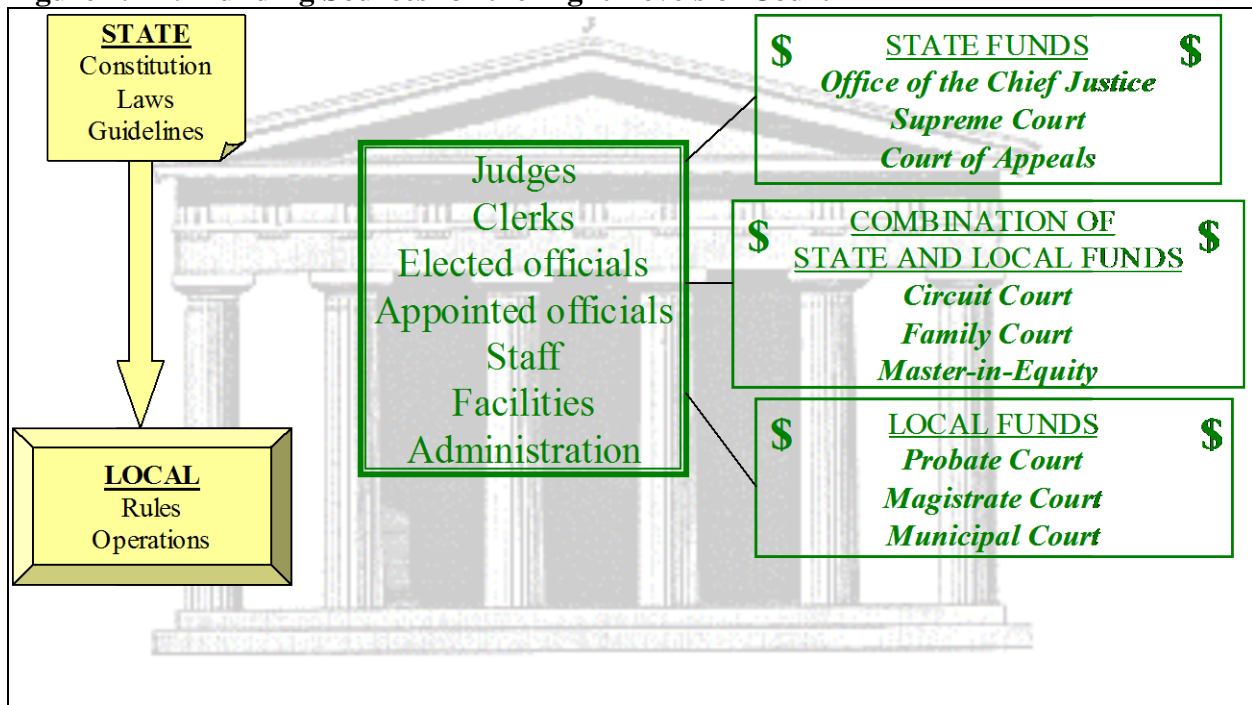 STATE
Constitution
Laws
Guidelines
LOCAL
Rules
Operations
Judges
Clerks
Elected officials
Appointed officials
Staff
Facilities
Administration
$ STATE FUNDS $
Office of the Chief Justice
Supreme Court
Court of Appeals
$ COMBINATION OF $
STATE AND LOCAL FUNDS
Circuit Court
Family Court
Master-in-Equity
$ LOCAL FUNDS $
Probate Court
Magistrate Court
Municipal Court